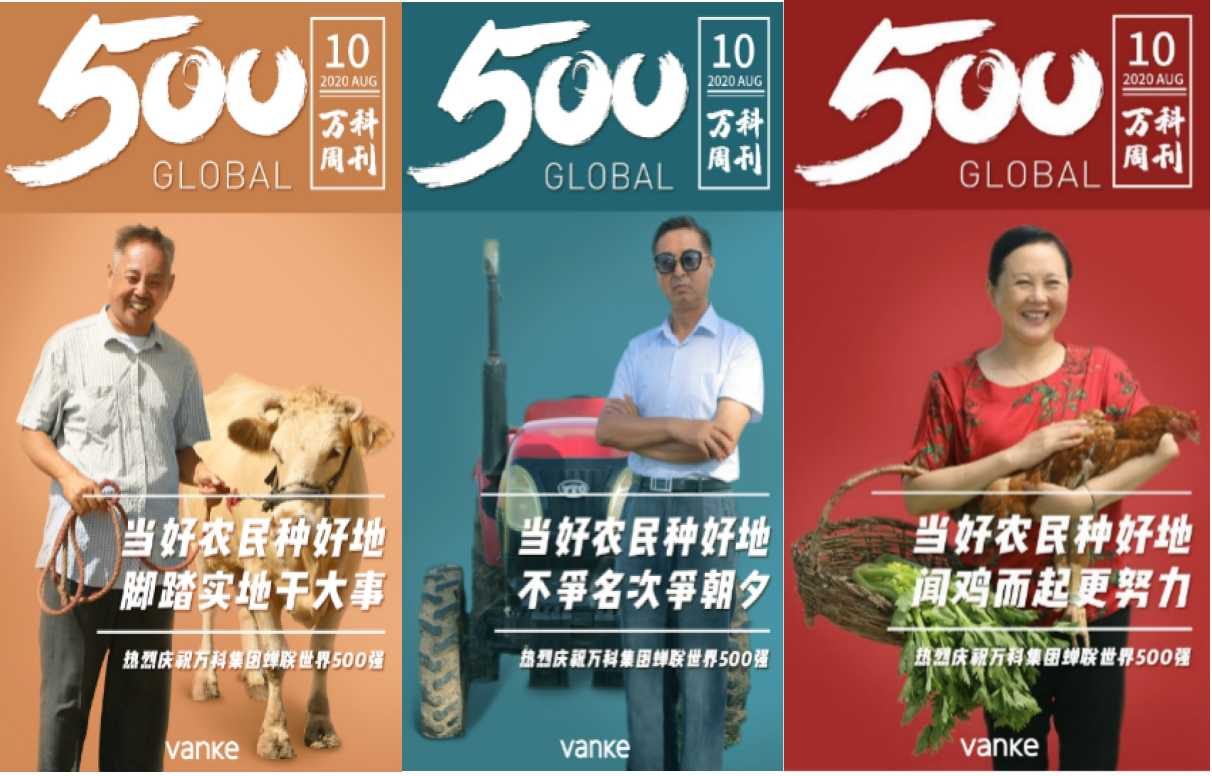 500
GLOBAL
10
2020 AUG
万科
周刊
当好农民种好地
脚踏实地干大事
热烈庆祝万科集团蝉联世界500强
vanke
500
GLOBAL
10
2020 AUG
万科
周刊
当好农民种好地
不爭名次爭朝夕
热烈庆祝万科集团蝉联世界500强
vanke
500
GLOBAL
10
2020 AUG
万科
周刊
当好农民种好地
闻鸡而起更努力
热烈庆祝万科集团蝉联世界500强
vanke